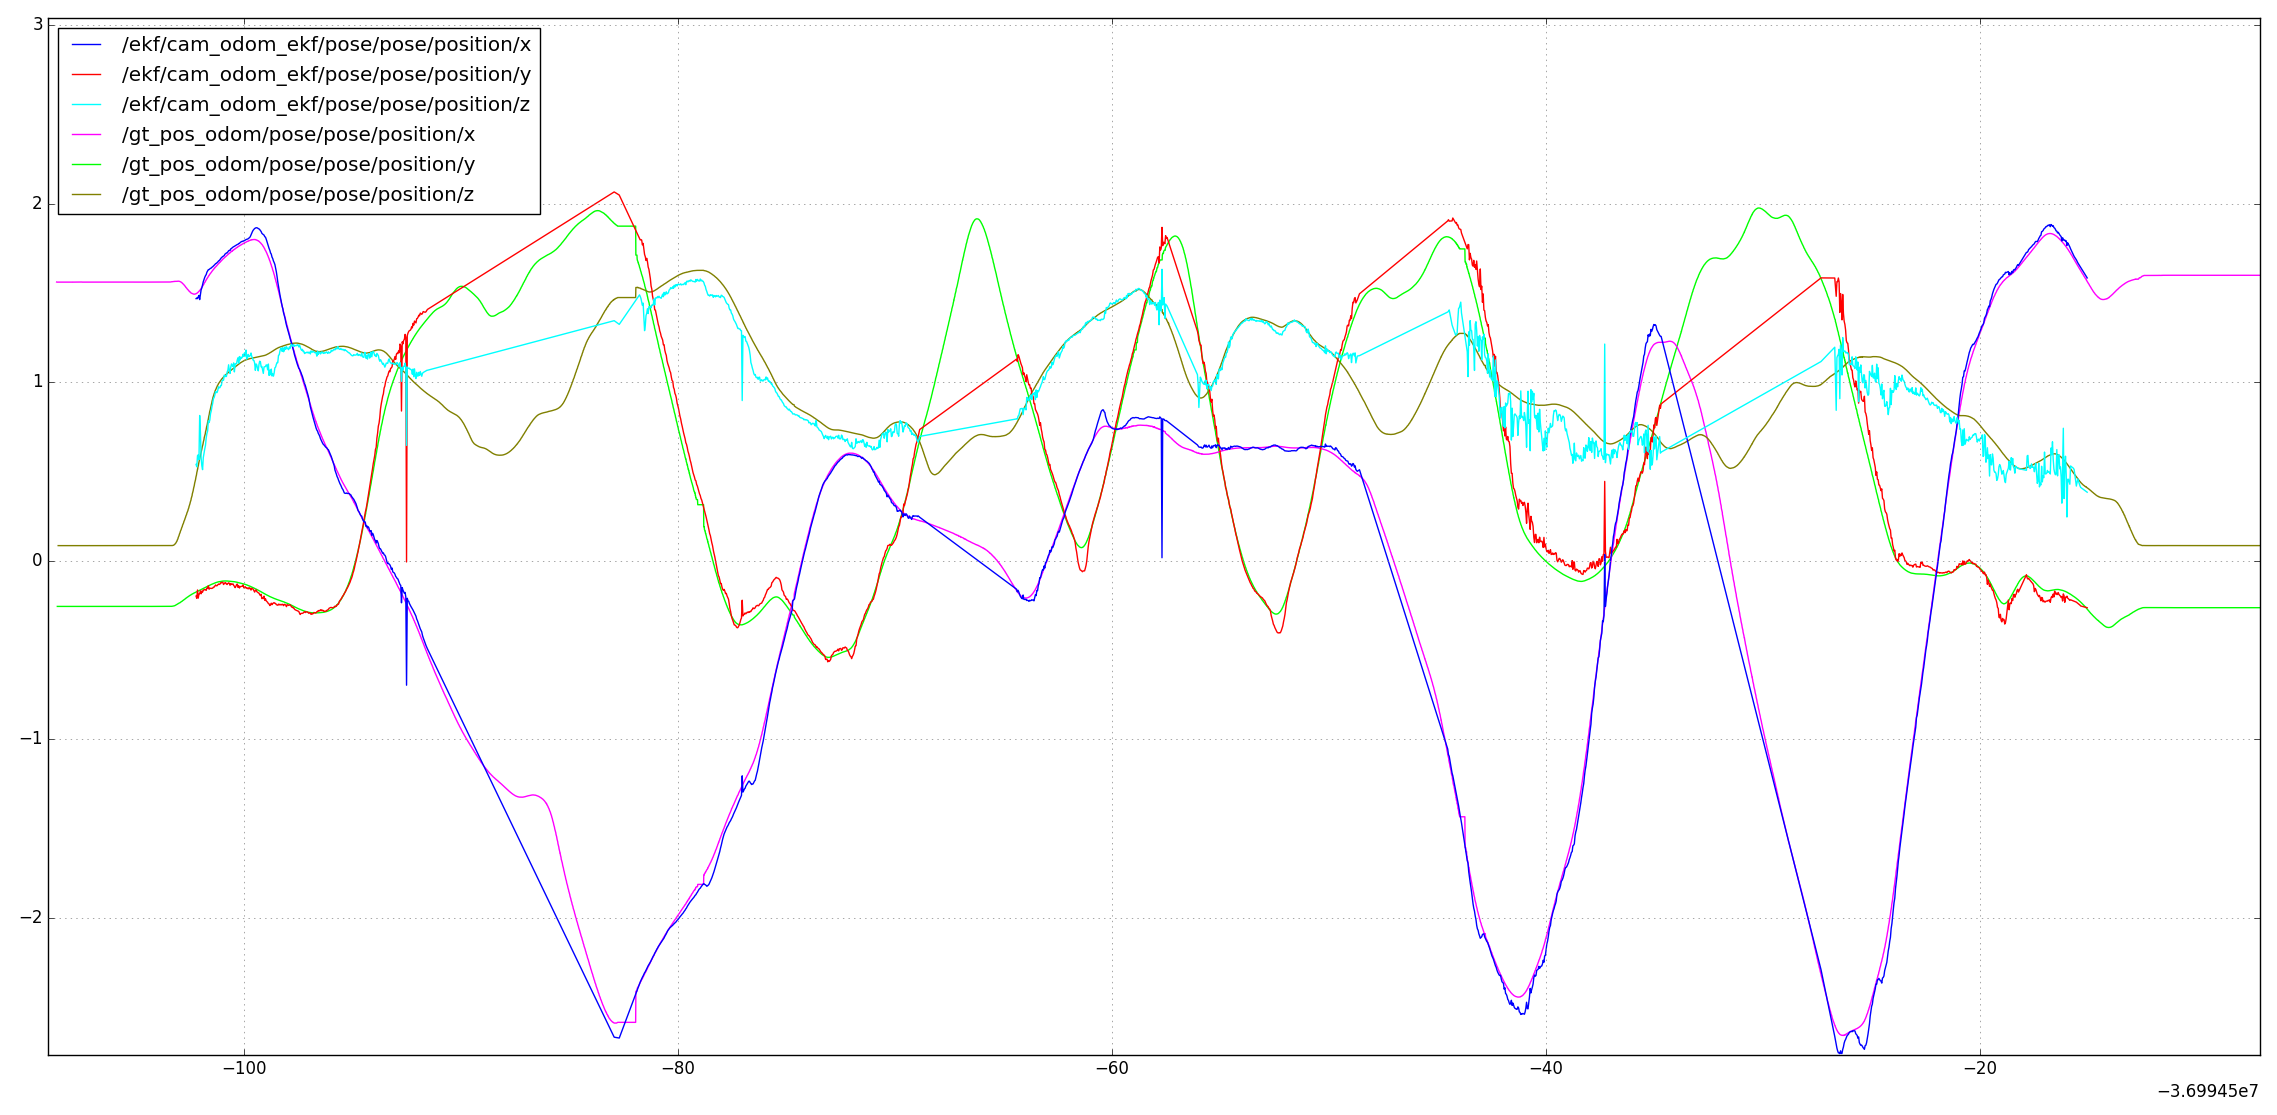 3
/ekf/cam_odom_ekf/pose/pose/position/x
/ekf/cam_odom_ekf/pose/pose/position/y
/ekf/cam_odom_ekf/pose/pose/position/z
/gt_pos_odom/pose/pose/position/x
/gt_pos_odom/pose/pose/position/y
/gt_pos_odom/pose/pose/position/z
2
1
0
−1
−2
−100 −80 −60 −40 −20
−3.69945e7